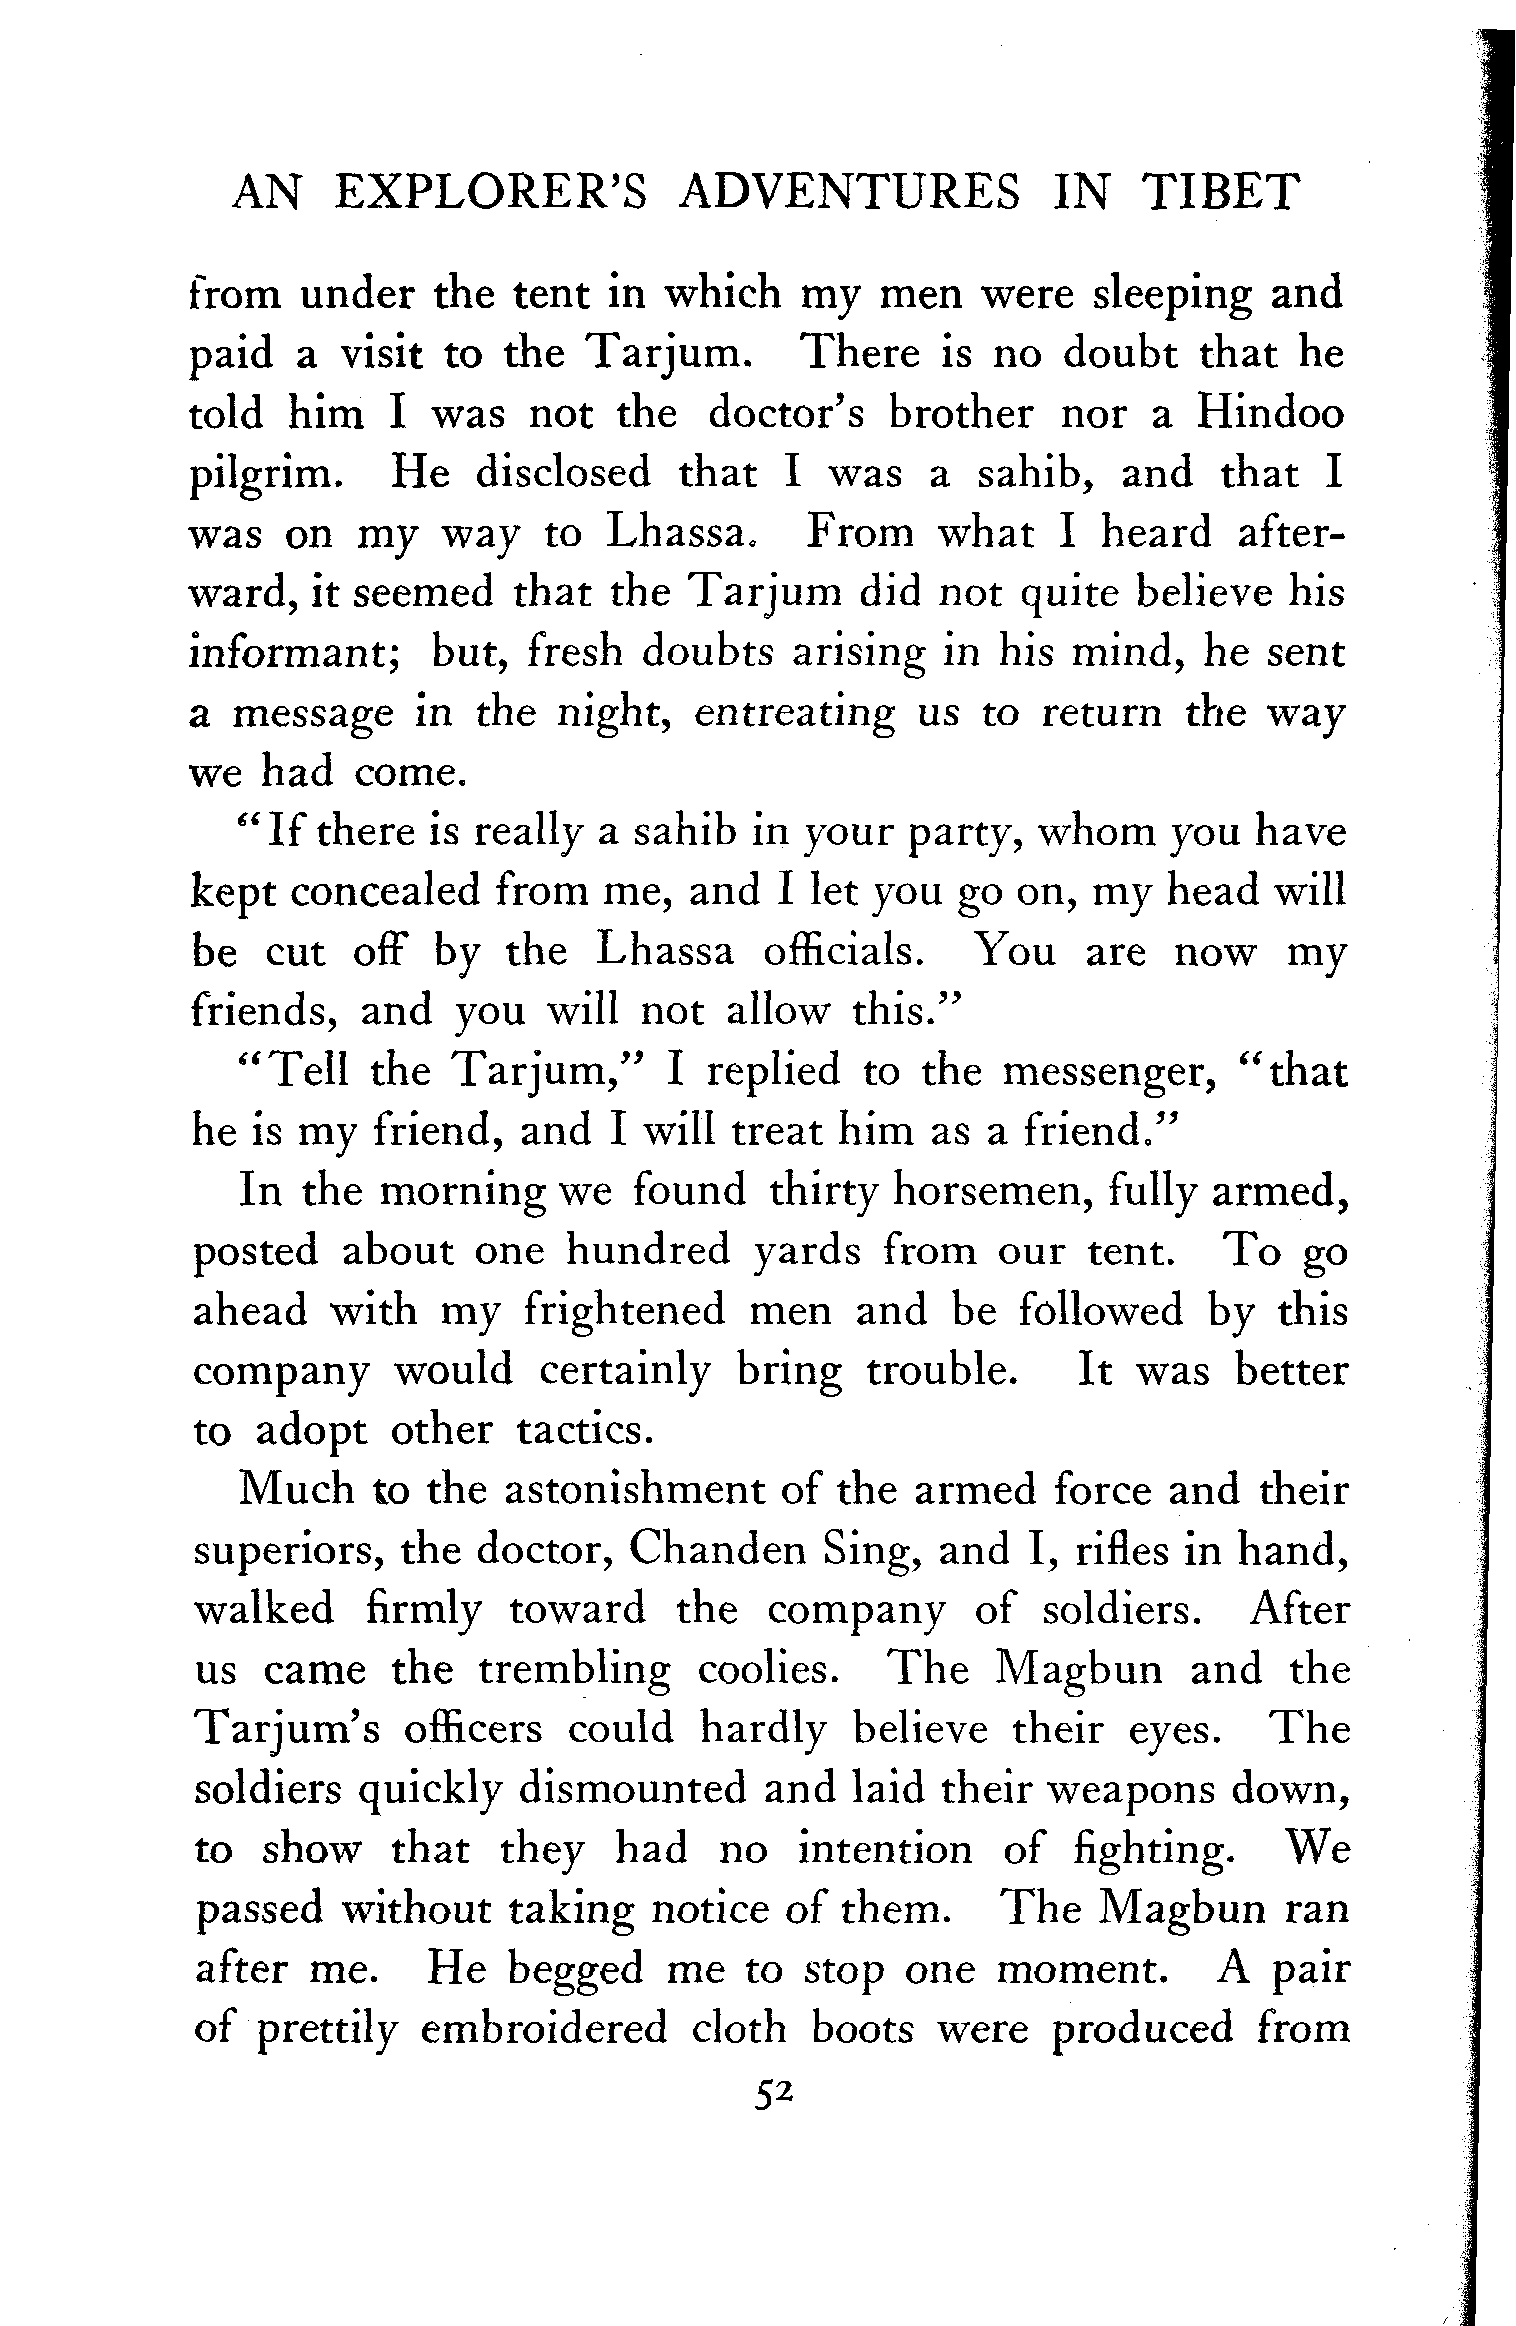 AN EXPLORER'S ADVENTURES IN TIBET
from under the tent in which my men were sleeping and
paid a visit to the Tarjum. There is no doubt that he
told him I was not the doctor's brother nor a Hindoo
pilgrim. He disclosed that I was a sahib, and that I
was on my way to Lhassa. From what I heard after-
ward, it seemed that the Tarjum did not quite believe his
informant; but, fresh doubts arising in his mind, he sent
a message in the night, entreating us to return the way
we had come.
"If there is really a sahib in your party, whom you have
kept concealed from me, and I let you go on, my head will
be cut off by the Lhassa officials. You are now my
friends, and you will not allow this."
"Tell the Tarjum," I replied to the messenger, "that
he is my friend, and I will treat him as a friend."
In the morning we found thirty horsemen, fully armed,
posted about one hundred yards from our tent. To go
ahead with my frightened men and be followed by this
company would certainly bring trouble. It was better
to adopt other tactics.
Much to the astonishment of the armed force and their
superiors, the doctor, Chanden Sing, and I, rifles in hand,
walked firmly toward the company of soldiers. After
us came the trembling coolies. The Magbun and the
Tarjum's officers could hardly believe their eyes. The
soldiers quickly dismounted and laid their weapons down,
to show that they had no intention of fighting. We
passed without taking notice of them. The Magbun ran
after me. He begged me to stop one moment. A pair
of prettily embroidered cloth boots were produced from
52